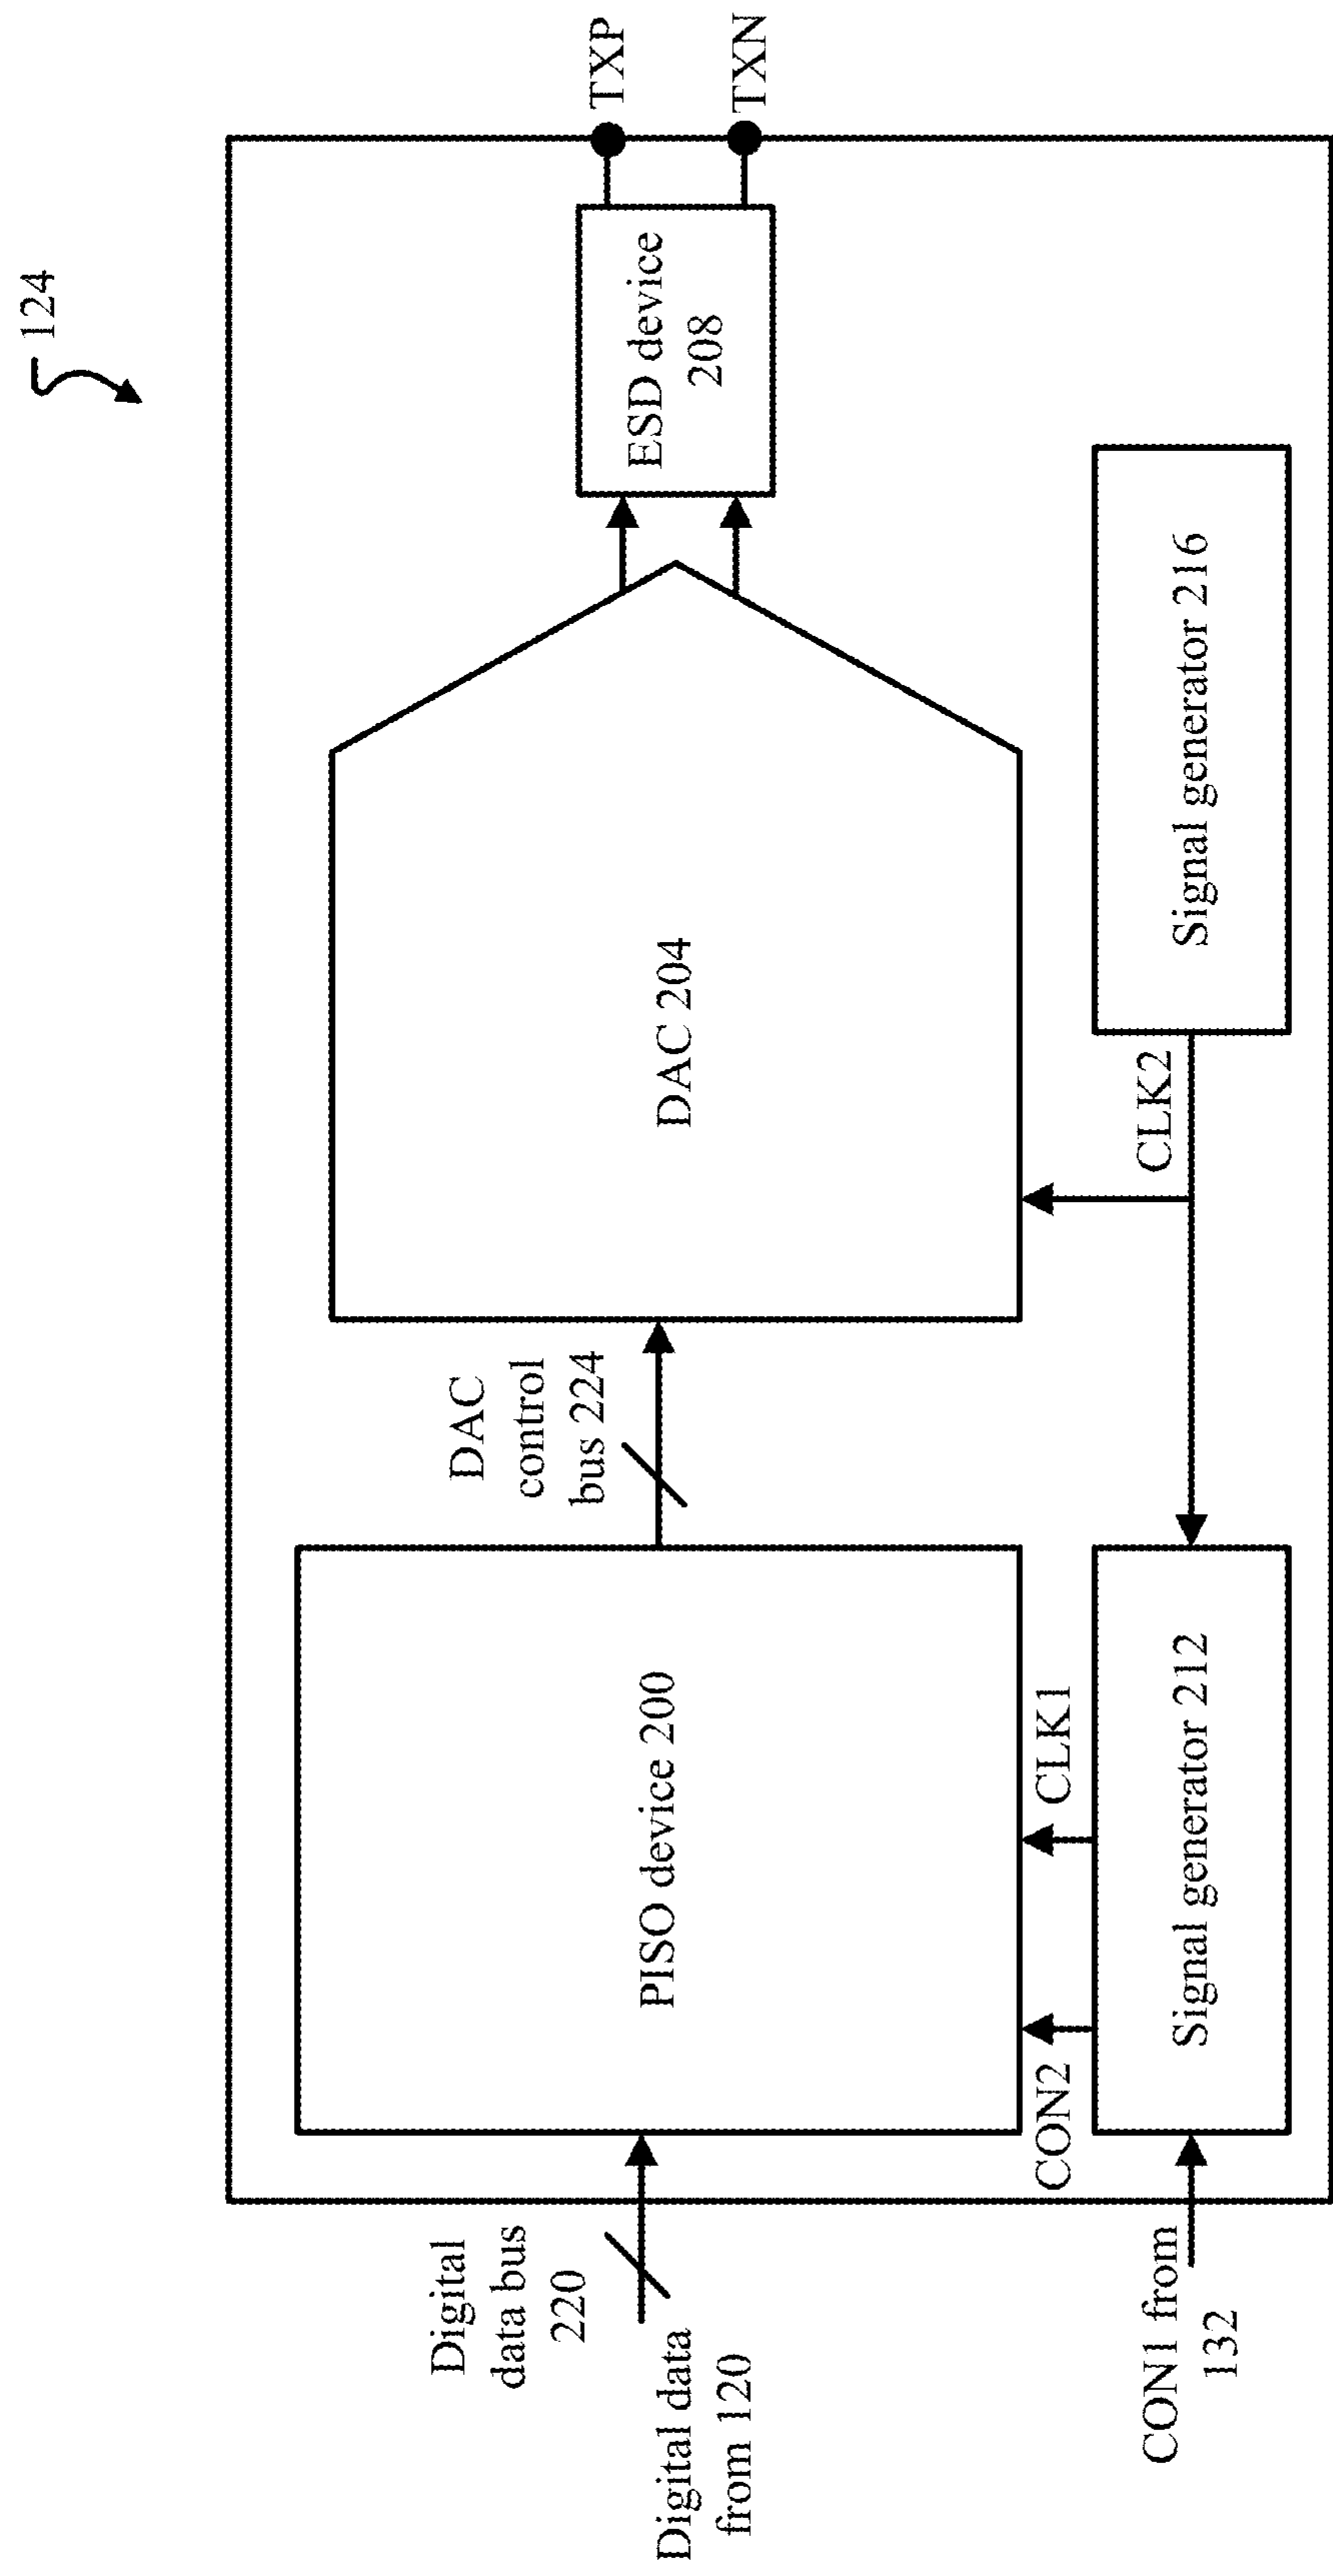 124
Digital
data bus
220
Digital data
from 120
PISO device 200
DAC
control
bus 224
DAC 204
ESD device
208
TXP
TXN
CON2
CLK1
CLK2
CON1 from
132
Signal generator 212
Signal generator 216